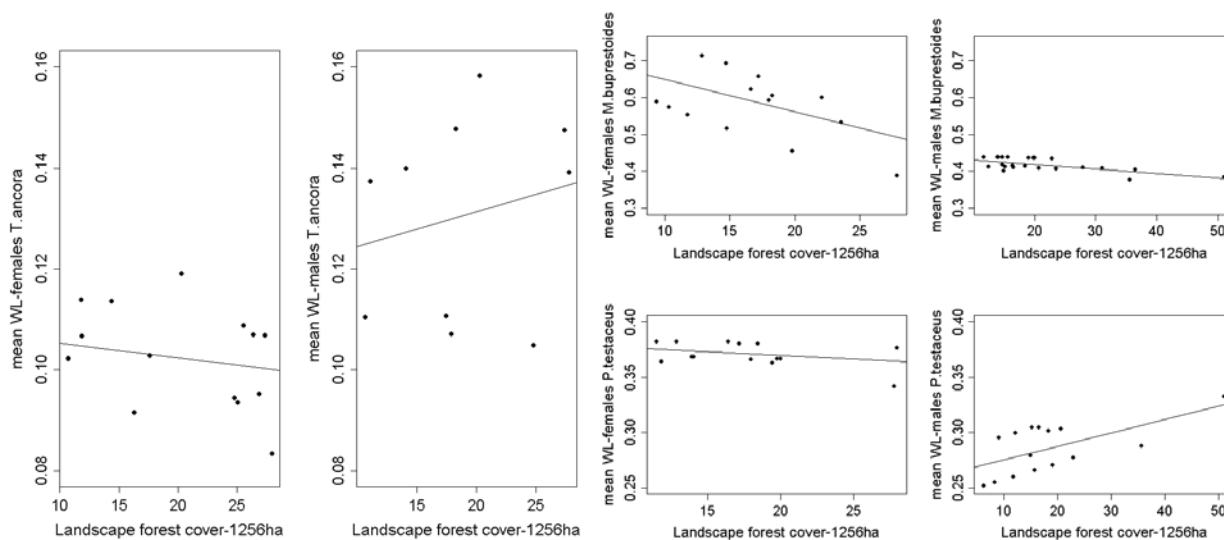 mean WL-females T.ancora
0.16
0.14
0.12
0.10
0.08
10 15 20 25
Landscape forest cover-1256ha
mean WL-males T.ancora
0.16
0.14
0.12
0.10
0.08
15 20 25
Landscape forest cover-1256ha
mean WL-females M.buprestoides
0.7
0.6
0.5
0.4
0.3
10 15 20 25
Landscape forest cover-1256ha
mean WL-males M.buprestoides
0.7
0.6
0.5
0.4
0.3
10 20 30 40 50
Landscape forest cover-1256ha
mean WL-females P.testaceus
0.40
0.35
0.30
0.25
15 20 25
Landscape forest cover-1256ha
mean WL-males P.testaceus
0.40
0.35
0.30
0.25
10 20 30 40 50
Landscape forest cover-1256ha